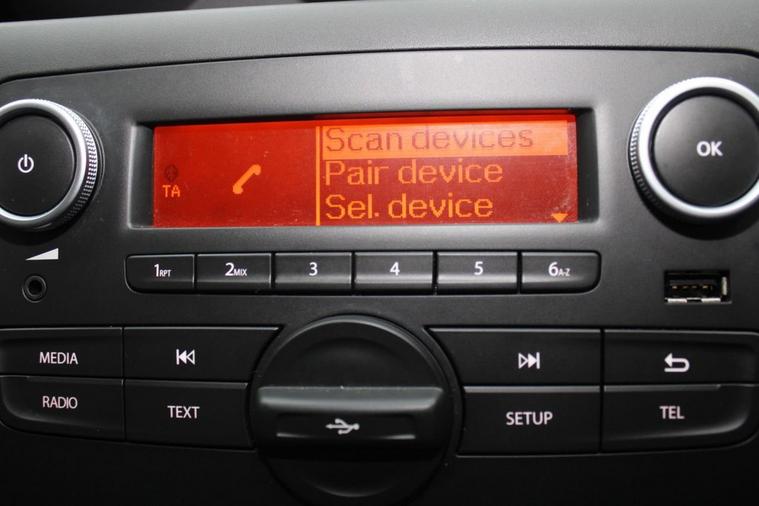 Scan devices
Pair device
Sel. device
TA
OK
1RPT
2MIX
3
4
5
6A-Z
MEDIA
RADIO
TEXT
SETUP
TEL